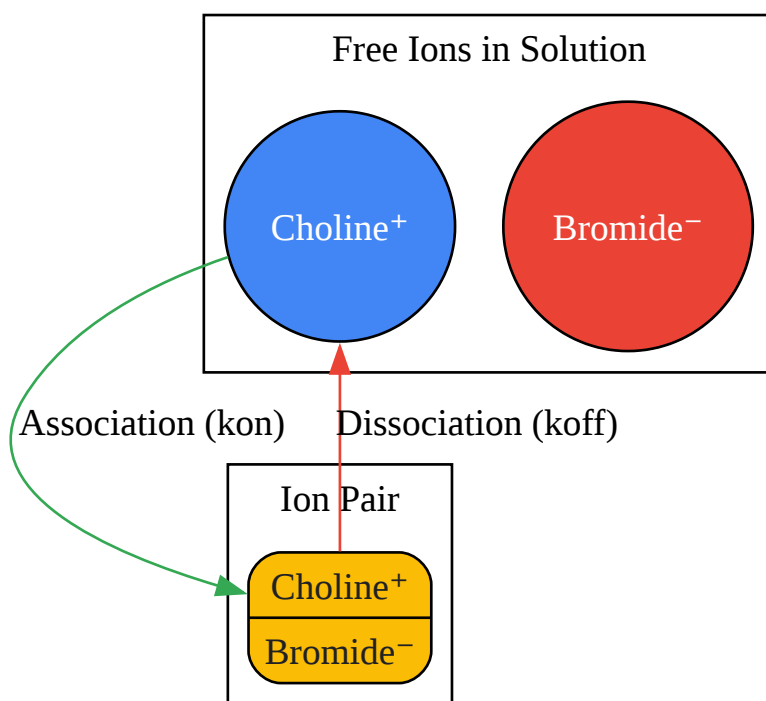 Free Ions in Solution
Choline⁺
Bromide⁻
Association (kon)
Dissociation (koff)
Ion Pair
Choline⁺
Bromide⁻